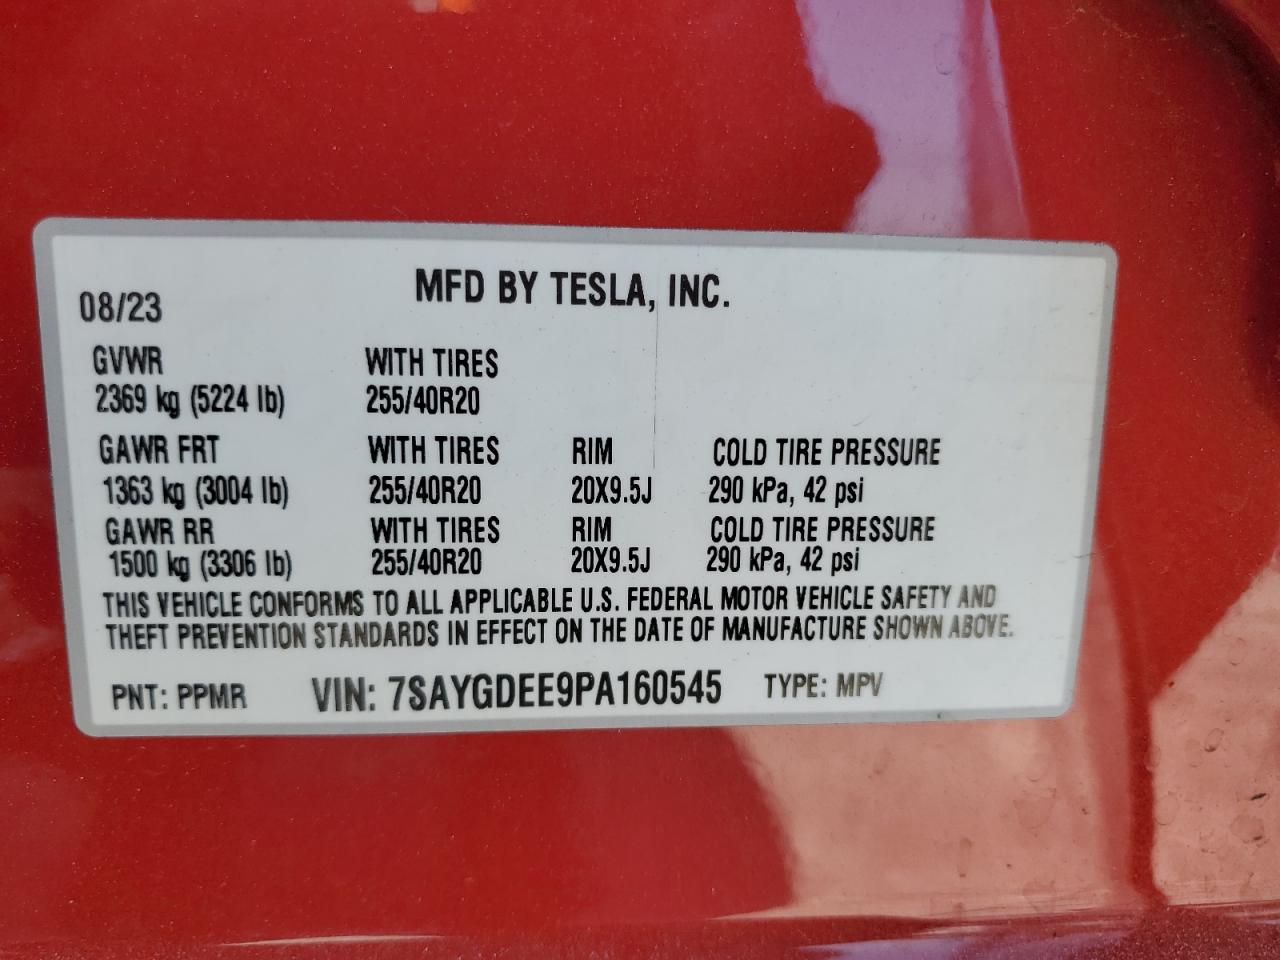 MFD BY TESLA, INC.
08/23
GVWR WITH TIRES
2369 kg (5224 lb) 255/40R20
GAWR FRT WITH TIRES RIM COLD TIRE PRESSURE
1363 kg (3004 lb) 255/40R20 20X9.5J 290 kPa, 42 psi
GAWR RR WITH TIRES RIM COLD TIRE PRESSURE
1500 kg (3306 lb) 255/40R20 20X9.5J 290 kPa, 42 psi
THIS VEHICLE CONFORMS TO ALL APPLICABLE U.S. FEDERAL MOTOR VEHICLE SAFETY AND
THEFT PREVENTION STANDARDS IN EFFECT ON THE DATE OF MANUFACTURE SHOWN ABOVE.
PNT: PPMR VIN: 7SAYGDEE9PA160545 TYPE: MPV